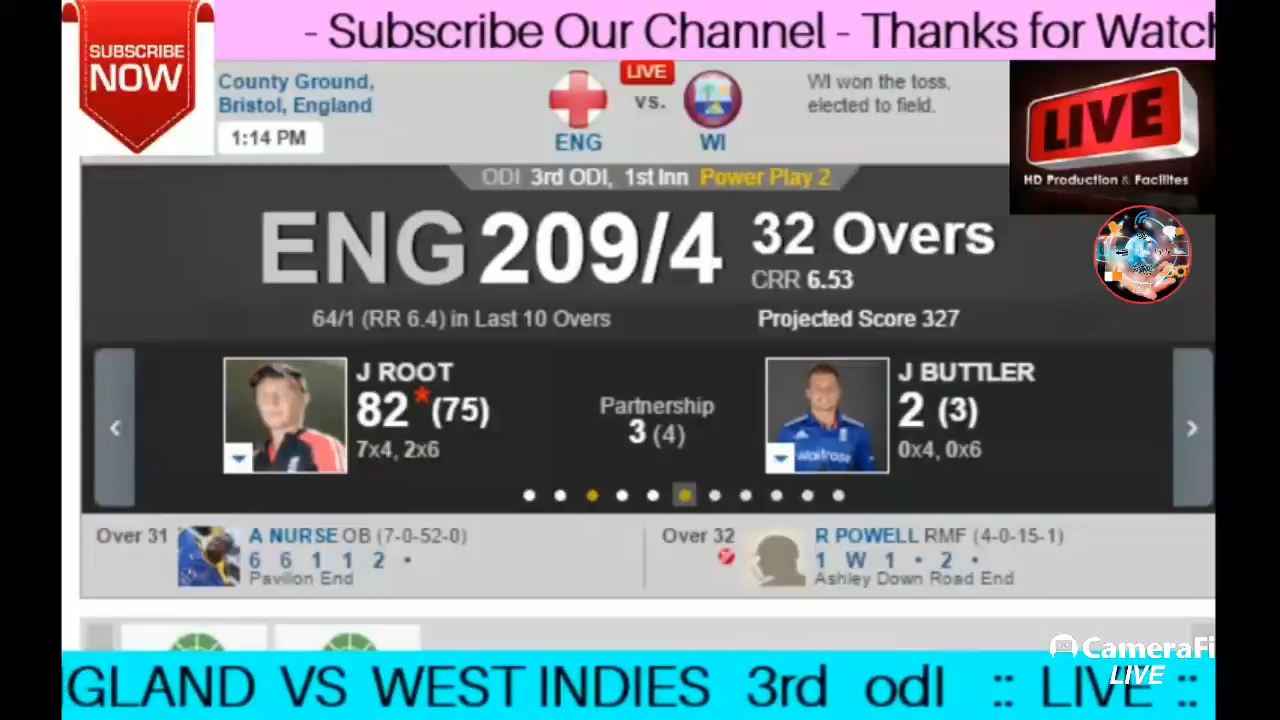 SUBSCRIBE
NOW
- Subscribe Our Channel - Thanks for Watch
County Ground,
Bristol, England
1:14 PM
LIVE
vs.
ENG
WI
WI won the toss,
elected to field.
LIVE
HD Production & Facilites
ODI 3rd ODI, 1st Inn Power Play 2
ENG 209/4
32 Overs
CRR 6.53
64/1 (RR 6.4) in Last 10 Overs
Projected Score 327
J ROOT
82*(75)
7x4, 2x6
Partnership
3 (4)
J BUTTLER
2 (3)
0x4, 0x6
waitrose
Over 31
A NURSE OB (7-0-52-0)
6 6 1 1 2 •
Pavilion End
Over 32
R POWELL RMF (4-0-15-1)
1 W 1 • 2 •
Ashley Down Road End
CameraFi
LIVE
GLAND VS WEST INDIES 3rd odI :: LIVE ::